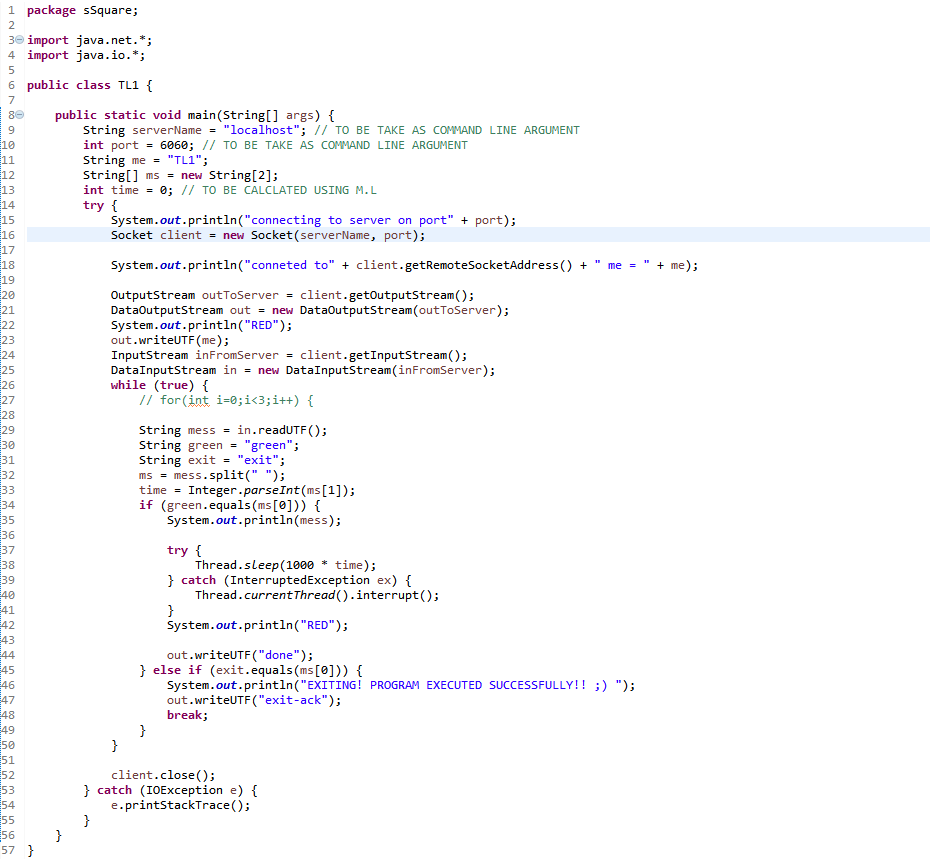 1 package sSquare;
2
3 import java.net.*;
4 import java.io.*;
5
6 public class TL1 {
7
8     public static void main(String[] args) {
9         String serverName = "localhost"; // TO BE TAKE AS COMMAND LINE ARGUMENT
10         int port = 6060; // TO BE TAKE AS COMMAND LINE ARGUMENT
11         String me = "TL1";
12         String[] ms = new String[2];
13         int time = 0; // TO BE CALCLATED USING M.L
14         try {
15             System.out.println("connecting to server on port" + port);
16             Socket client = new Socket(serverName, port);
17
18             System.out.println("conneted to" + client.getRemoteSocketAddress() + " me = " + me);
19
20             OutputStream outToServer = client.getOutputStream();
21             DataOutputStream out = new DataOutputStream(outToServer);
22             System.out.println("RED");
23             out.writeUTF(me);
24             InputStream inFromServer = client.getInputStream();
25             DataInputStream in = new DataInputStream(inFromServer);
26             while (true) {
27                 // for(int i=0;i<3;i++) {
28
29                 String mess = in.readUTF();
30                 String green = "green";
31                 String exit = "exit";
32                 ms = mess.split(" ");
33                 time = Integer.parseInt(ms[1]);
34                 if (green.equals(ms[0])) {
35                     System.out.println(mess);
36
37                     try {
38                         Thread.sleep(1000 * time);
39                     } catch (InterruptedException ex) {
40                         Thread.currentThread().interrupt();
41                     }
42                     System.out.println("RED");
43
44                     out.writeUTF("done");
45                 } else if (exit.equals(ms[0])) {
46                     System.out.println("EXITING! PROGRAM EXECUTED SUCCESSFULLY!! ;) ");
47                     out.writeUTF("exit-ack");
48                     break;
49                 }
50             }
51
52             client.close();
53         } catch (IOException e) {
54             e.printStackTrace();
55         }
56     }
57 }